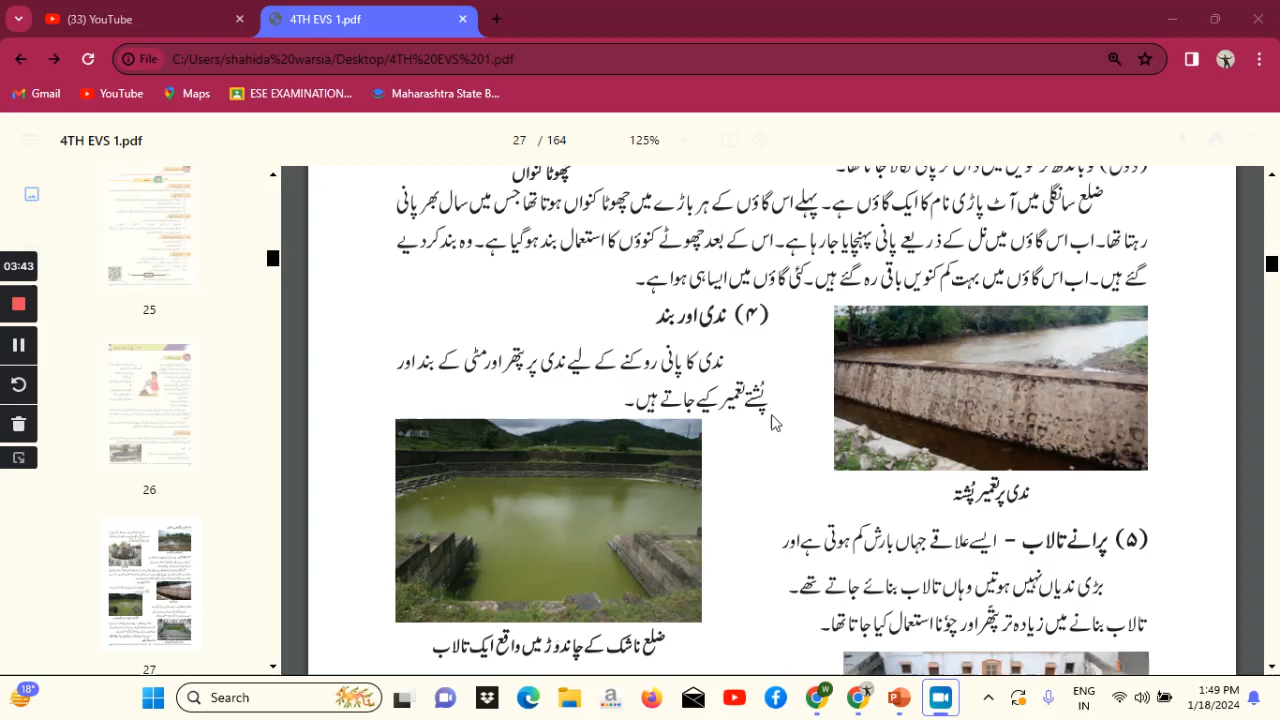 (33) YouTube
4TH EVS 1.pdf
File C:/Users/shahida%20warsia/Desktop/4TH%20EVS%201.pdf
Gmail
YouTube
Maps
ESE EXAMINATION...
Maharashtra State B...
4TH EVS 1.pdf
27 / 164
125%
03:43
25
26
27
چھوٹا کنواں
ضلع سانگلی میں آٹ پاڑی نام کا ایک گاؤں ہے۔ پہلے اس گاؤں کے ہر باڑے میں چھوٹا کنواں ہوتا تھا جس میں سال بھر پانی
رہتا تھا۔ اب اس گاؤں میں نل کے ذریعے پانی پہنچایا جا رہا ہے۔ اس کے بعد چھوٹے کنوؤں کا استعمال بند ہوگیا ہے۔ وہ بند کر دیے
گئے ہیں۔ اب اس گاؤں میں بہت کم کنویں باقی رہ گئے ہیں۔ کئی گاؤں میں ایسا ہی ہوا ہے۔
(۴) ندی اور بند
ندی کا پانی روکنے کے لیے ندی پر پتھر اور مٹی کے بند اور
پُشتے تعمیر کیے جاتے ہیں۔
ندی پر تعمیر پُشتہ
(۵) پرانے تالاب - ایسے علاقے جہاں بارش کم ہوتی ہے اور
بڑی ندیاں نہیں ہوتیں وہاں تالاب بنائے جاتے تھے۔
تالاب بنانے میں زیادہ تر پتھّر اور چوٗنا استعمال کیا جاتا تھا۔
ضلع ناشک کے چاندوڑ میں واقع ایک تالاب
18°
Search
ENG
IN
1:49 PM
1/18/2024